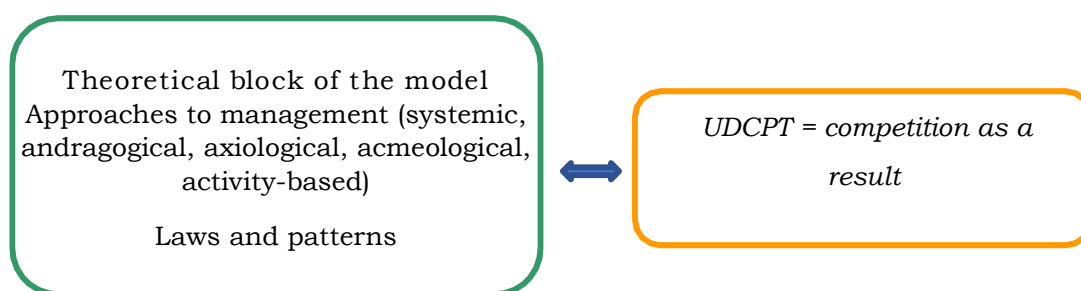 Theoretical block of the model
Approaches to management (systemic,
andragogical, axiological, acmeological,
activity-based)
Laws and patterns
UDCPT = competition as a
result